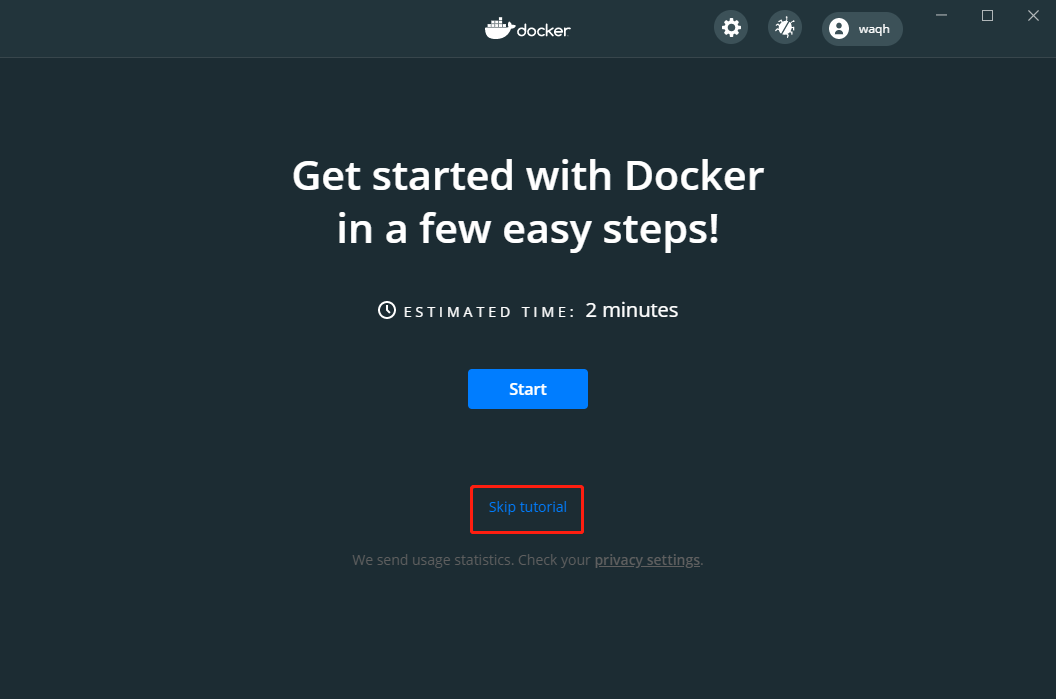 docker
waqh
Get started with Docker
in a few easy steps!
ESTIMATED TIME: 2 minutes
Start
Skip tutorial
We send usage statistics. Check your privacy settings.